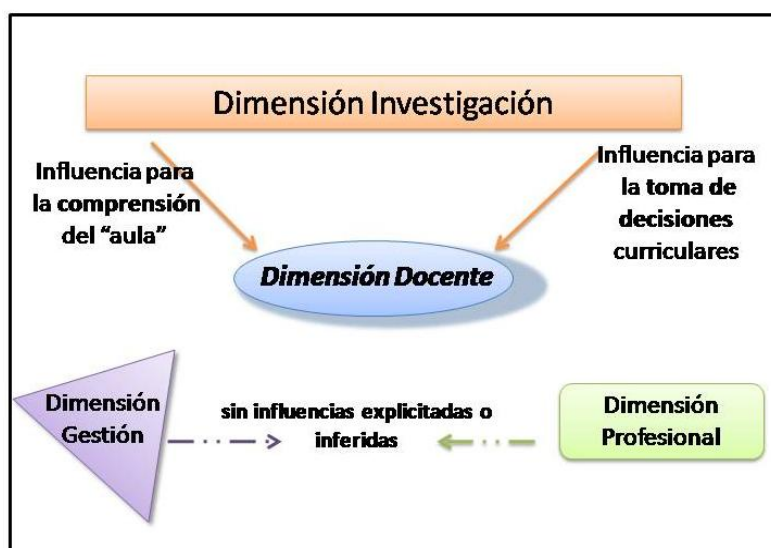 Dimensión Investigación
Influencia para
la comprensión
del “aula”
Influencia para
la toma de
decisiones
curriculares
Dimensión Docente
Dimensión
Gestión
sin influencias explicitadas o
inferidas
Dimensión
Profesional